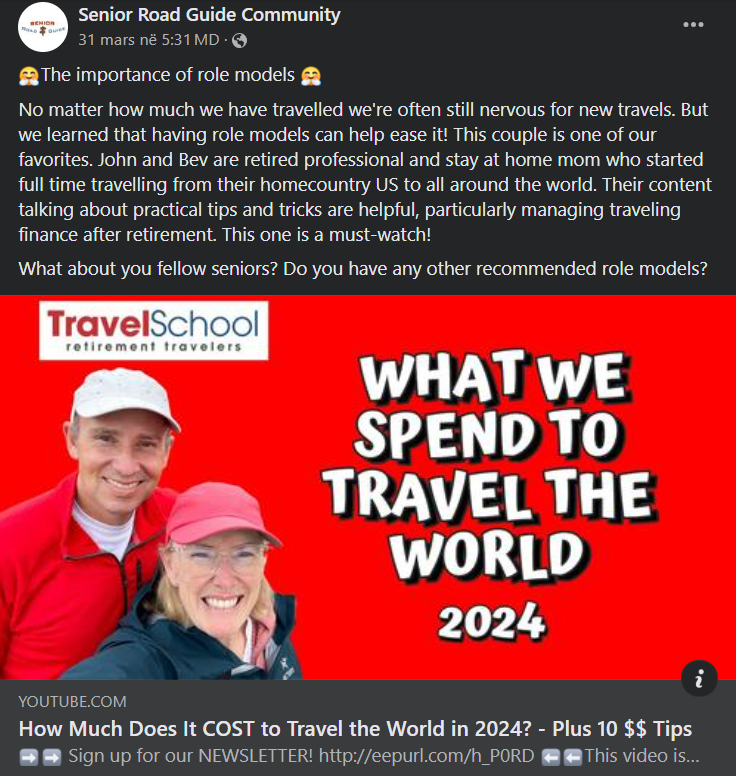 SENIOR
ROAD GUIDE
Senior Road Guide Community
31 mars në 5:31 MD ·
🤗The importance of role models 🤗
No matter how much we have travelled we're often still nervous for new travels. But
we learned that having role models can help ease it! This couple is one of our
favorites. John and Bev are retired professional and stay at home mom who started
full time travelling from their homecountry US to all around the world. Their content
talking about practical tips and tricks are helpful, particularly managing traveling
finance after retirement. This one is a must-watch!
What about you fellow seniors? Do you have any other recommended role models?
TravelSchool
retirement travelers
WHAT WE
SPEND TO
TRAVEL THE
WORLD
2024
YOUTUBE.COM
How Much Does It COST to Travel the World in 2024? - Plus 10 $$ Tips
➡️➡️ Sign up for our NEWSLETTER! http://eepurl.com/h_P0RD ⬅️⬅️This video is...